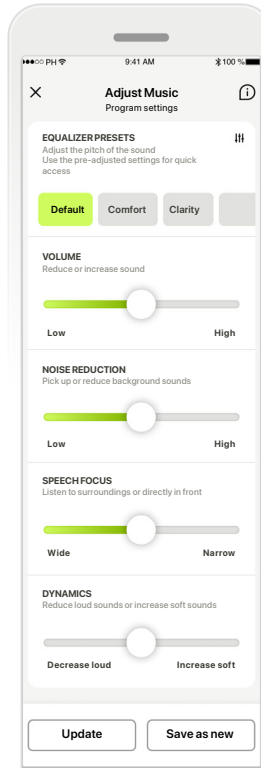 PH 9:41 AM 100 %
Adjust Music
Program settings
EQUALIZER PRESETS
Adjust the pitch of the sound
Use the pre-adjusted settings for quick
access
Default Comfort Clarity
VOLUME
Reduce or increase sound
Low High
NOISE REDUCTION
Pick up or reduce background sounds
Low High
SPEECH FOCUS
Listen to surroundings or directly in front
Wide Narrow
DYNAMICS
Reduce loud sounds or increase soft sounds
Decrease loud Increase soft
Update Save as new